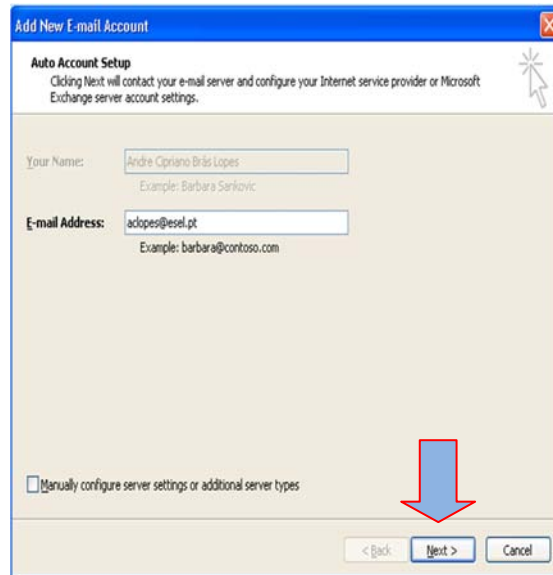 Add New E-mail Account
Auto Account Setup
Clicking Next will contact your e-mail server and configure your Internet service provider or Microsoft
Exchange server account settings.
Your Name:
Andre Cipriano Brás Lopes
Example: Barbara Sankovic
E-mail Address:
aclopes@esel.pt
Example: barbara@contoso.com
Manually configure server settings or additional server types
< Back
Next >
Cancel